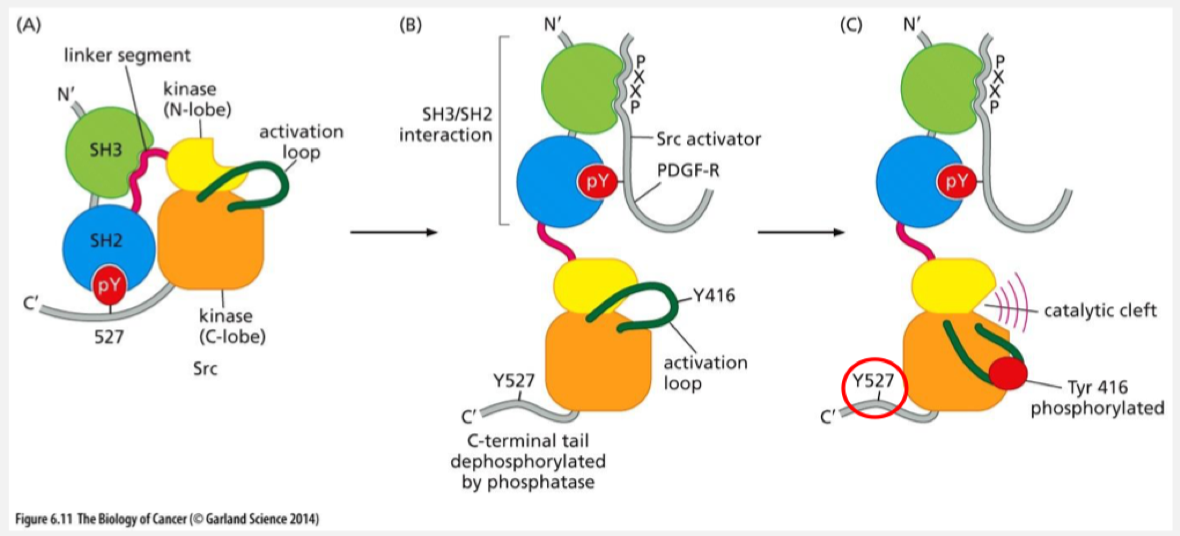 (A)
linker segment
N'
kinase
(N-lobe)
activation
loop
SH3
SH2
pY
C'
527
kinase
(C-lobe)
Src
(B)
N'
P
X
X
P
SH3/SH2
interaction
Src activator
pY
PDGF-R
Y416
activation
loop
Y527
C'
C-terminal tail
dephosphorylated
by phosphatase
(C)
N'
P
X
X
P
pY
catalytic cleft
Y527
C'
Tyr 416
phosphorylated
Figure 6.11 The Biology of Cancer (© Garland Science 2014)